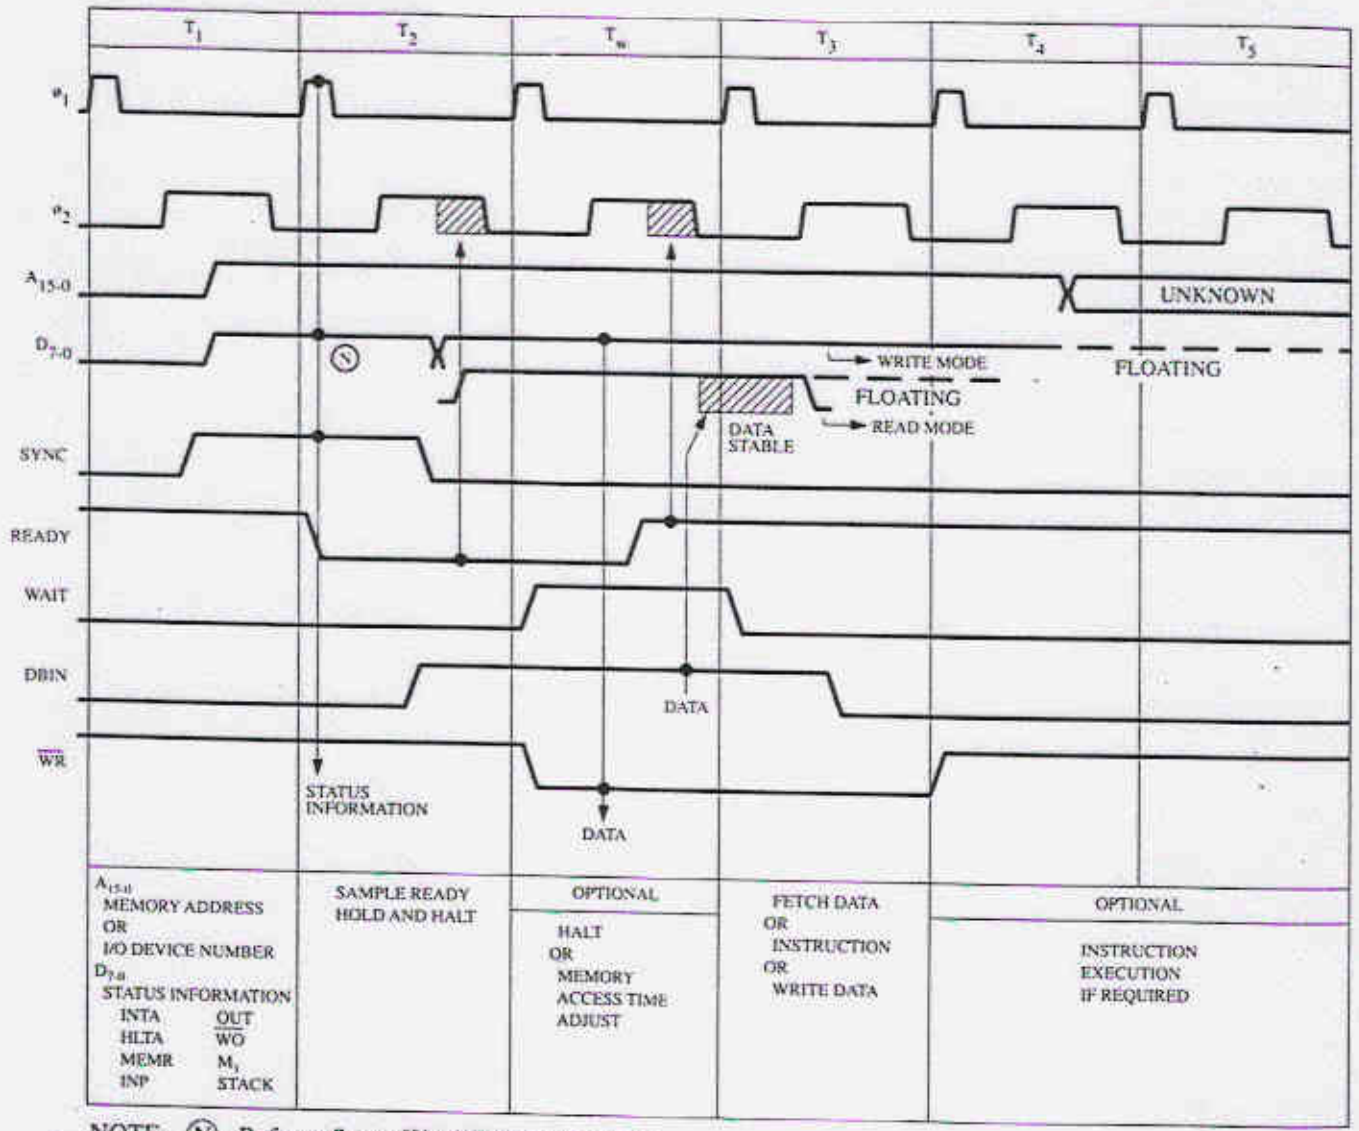 T1 T2 Tw T3 T4 T5
ø1
ø2
A15-0
UNKNOWN
D7-0
WRITE MODE
FLOATING
FLOATING
READ MODE
DATA
STABLE
SYNC
READY
WAIT
DBIN
DATA
WR
STATUS
INFORMATION
DATA
A15-0
MEMORY ADDRESS
OR
I/O DEVICE NUMBER
D7-0
STATUS INFORMATION
INTA OUT
HLTA WO
MEMR M1
INP STACK
SAMPLE READY
HOLD AND HALT
OPTIONAL
HALT
OR
MEMORY
ACCESS TIME
ADJUST
FETCH DATA
OR
INSTRUCTION
OR
WRITE DATA
OPTIONAL
INSTRUCTION
EXECUTION
IF REQUIRED
NOTE: N